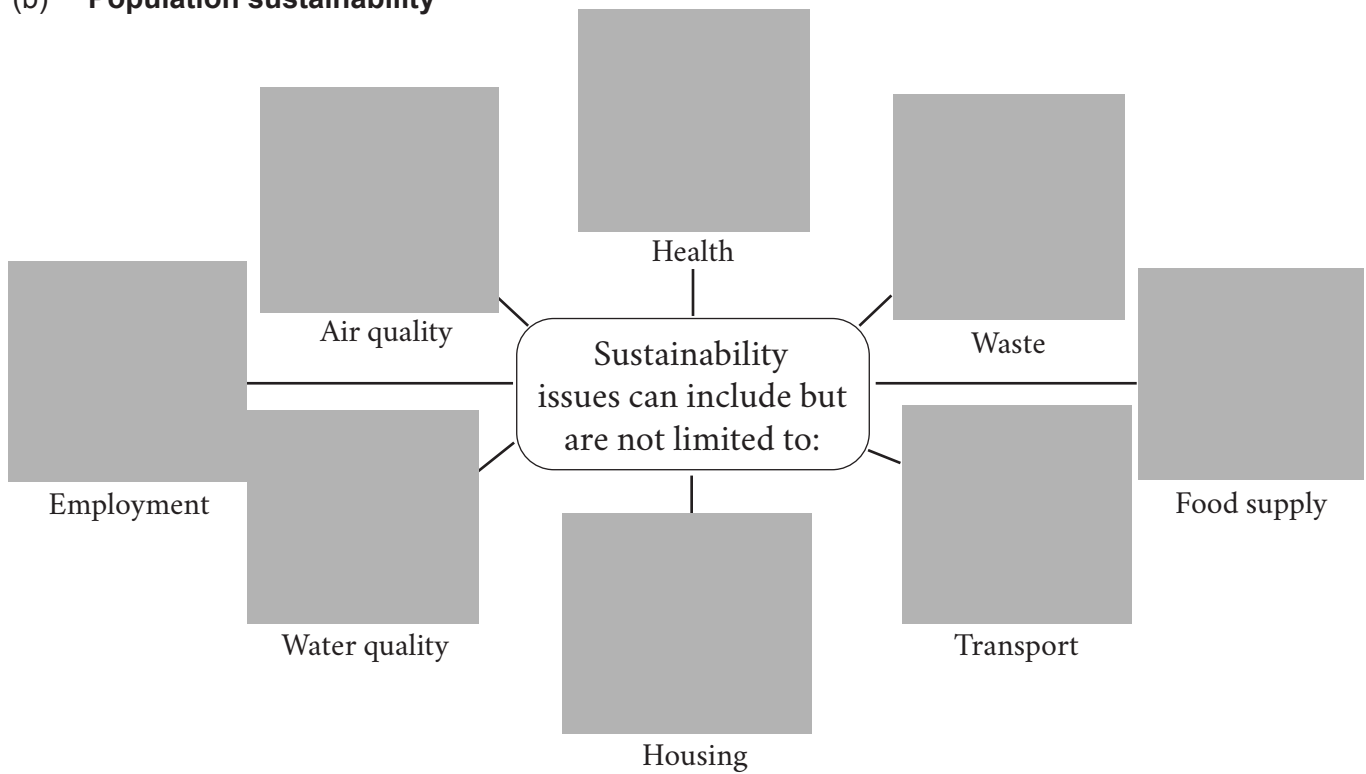 (b) Population sustainability
Health
Air quality
Waste
Sustainability
issues can include but
are not limited to:
Employment
Food supply
Water quality
Transport
Housing